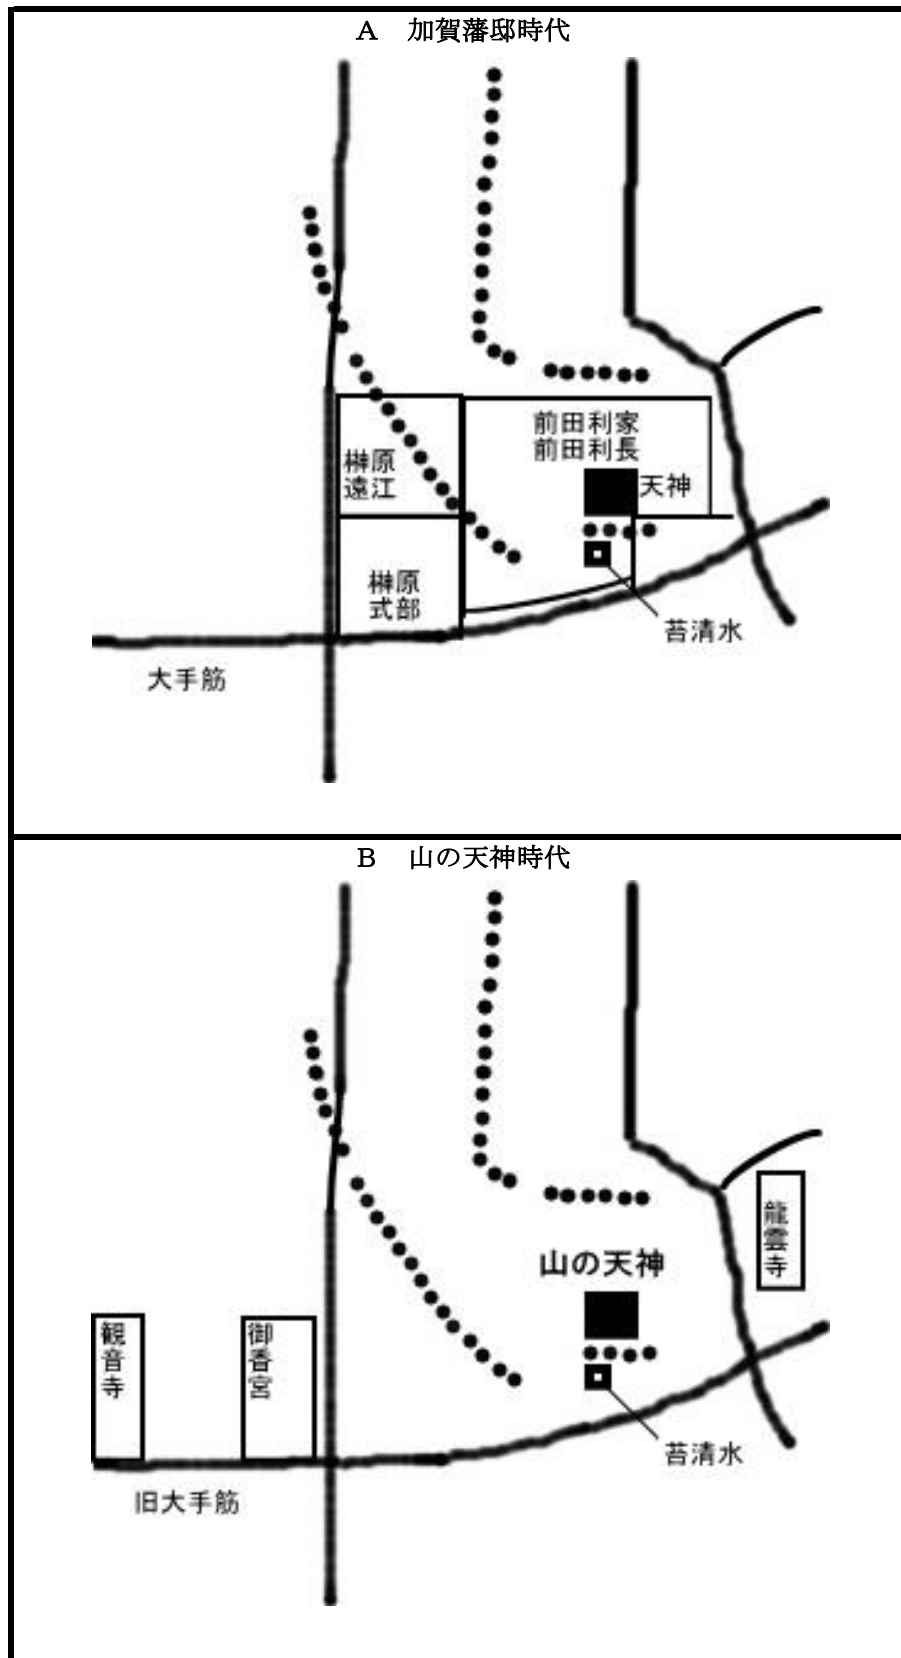 A 加賀藩邸時代
前田利家
前田利長
榊原
遠江
天神
榊原
式部
苔清水
大手筋
B 山の天神時代
龍雲寺
山の天神
観音寺
御香宮
苔清水
旧大手筋